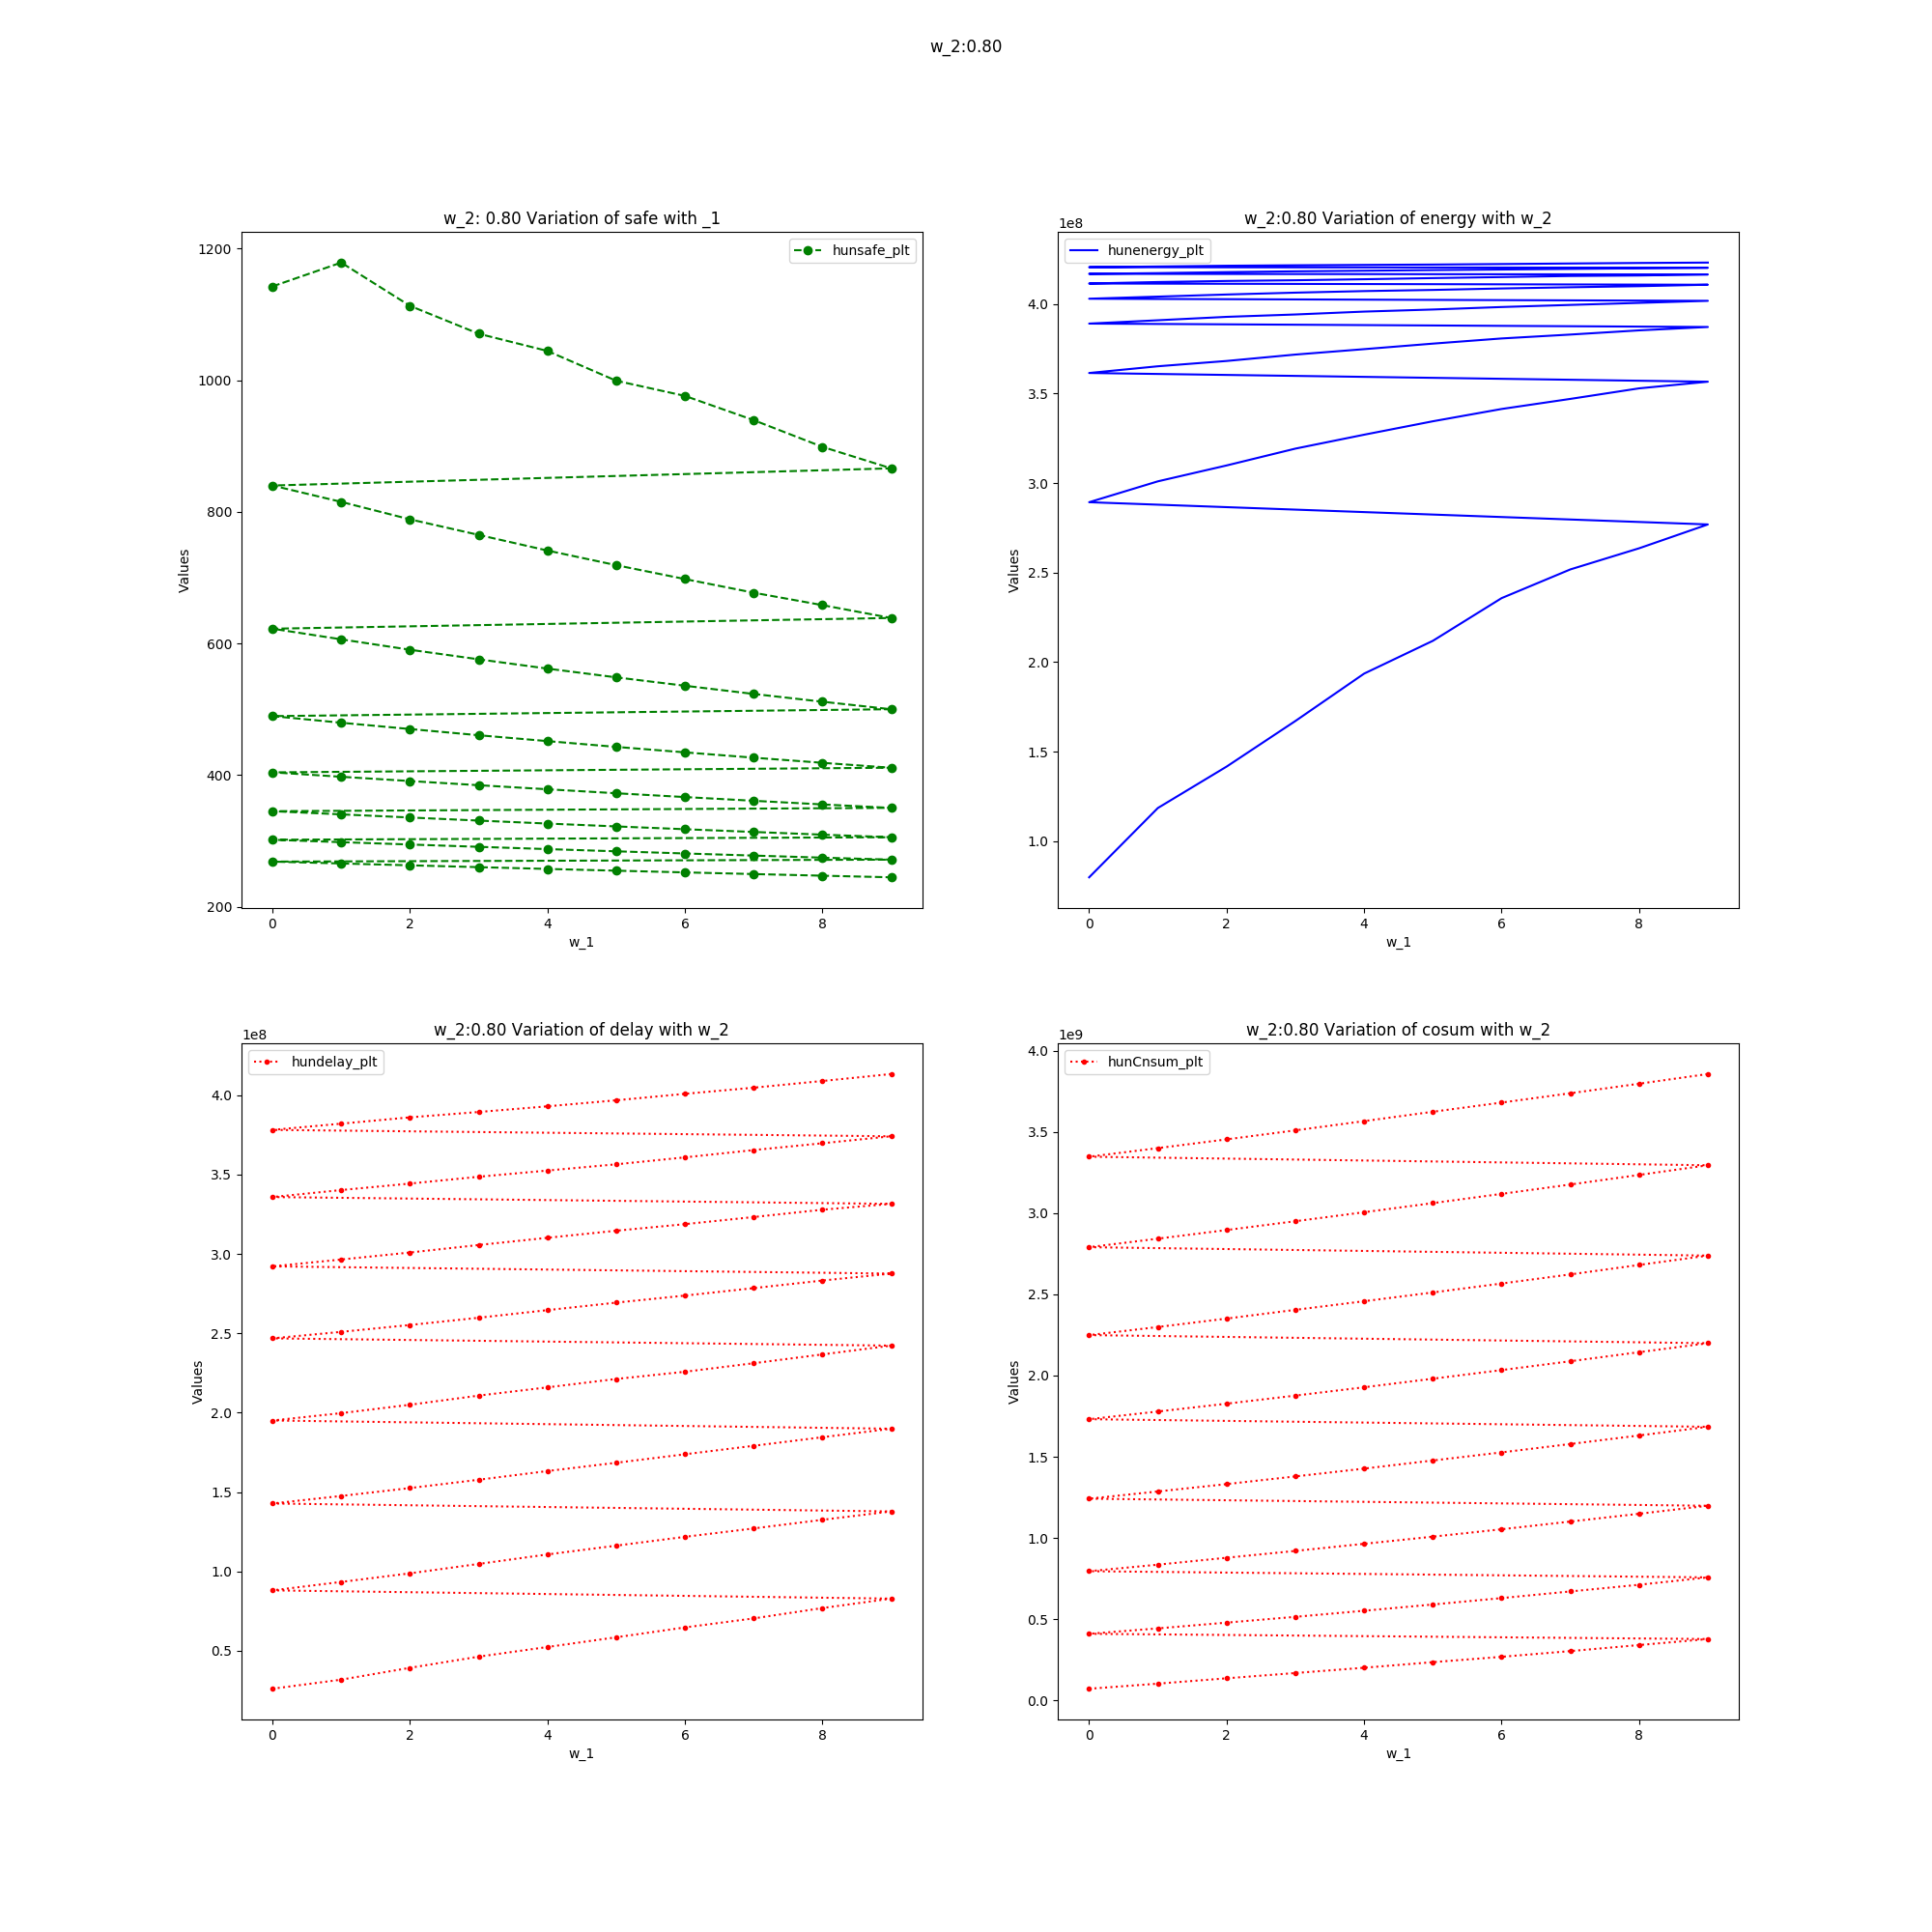 w_2:0.80
w_2: 0.80 Variation of safe with _1
hunsafe_plt
1200
1000
800
600
400
200
Values
0 2 4 6 8
w_1
w_2:0.80 Variation of energy with w_2
1e8
hunenergy_plt
4.0
3.5
3.0
2.5
2.0
1.5
1.0
Values
0 2 4 6 8
w_1
w_2:0.80 Variation of delay with w_2
1e8
hundelay_plt
4.0
3.5
3.0
2.5
2.0
1.5
1.0
0.5
Values
0 2 4 6 8
w_1
w_2:0.80 Variation of cosum with w_2
1e9
hunCnsum_plt
4.0
3.5
3.0
2.5
2.0
1.5
1.0
0.5
0.0
Values
0 2 4 6 8
w_1